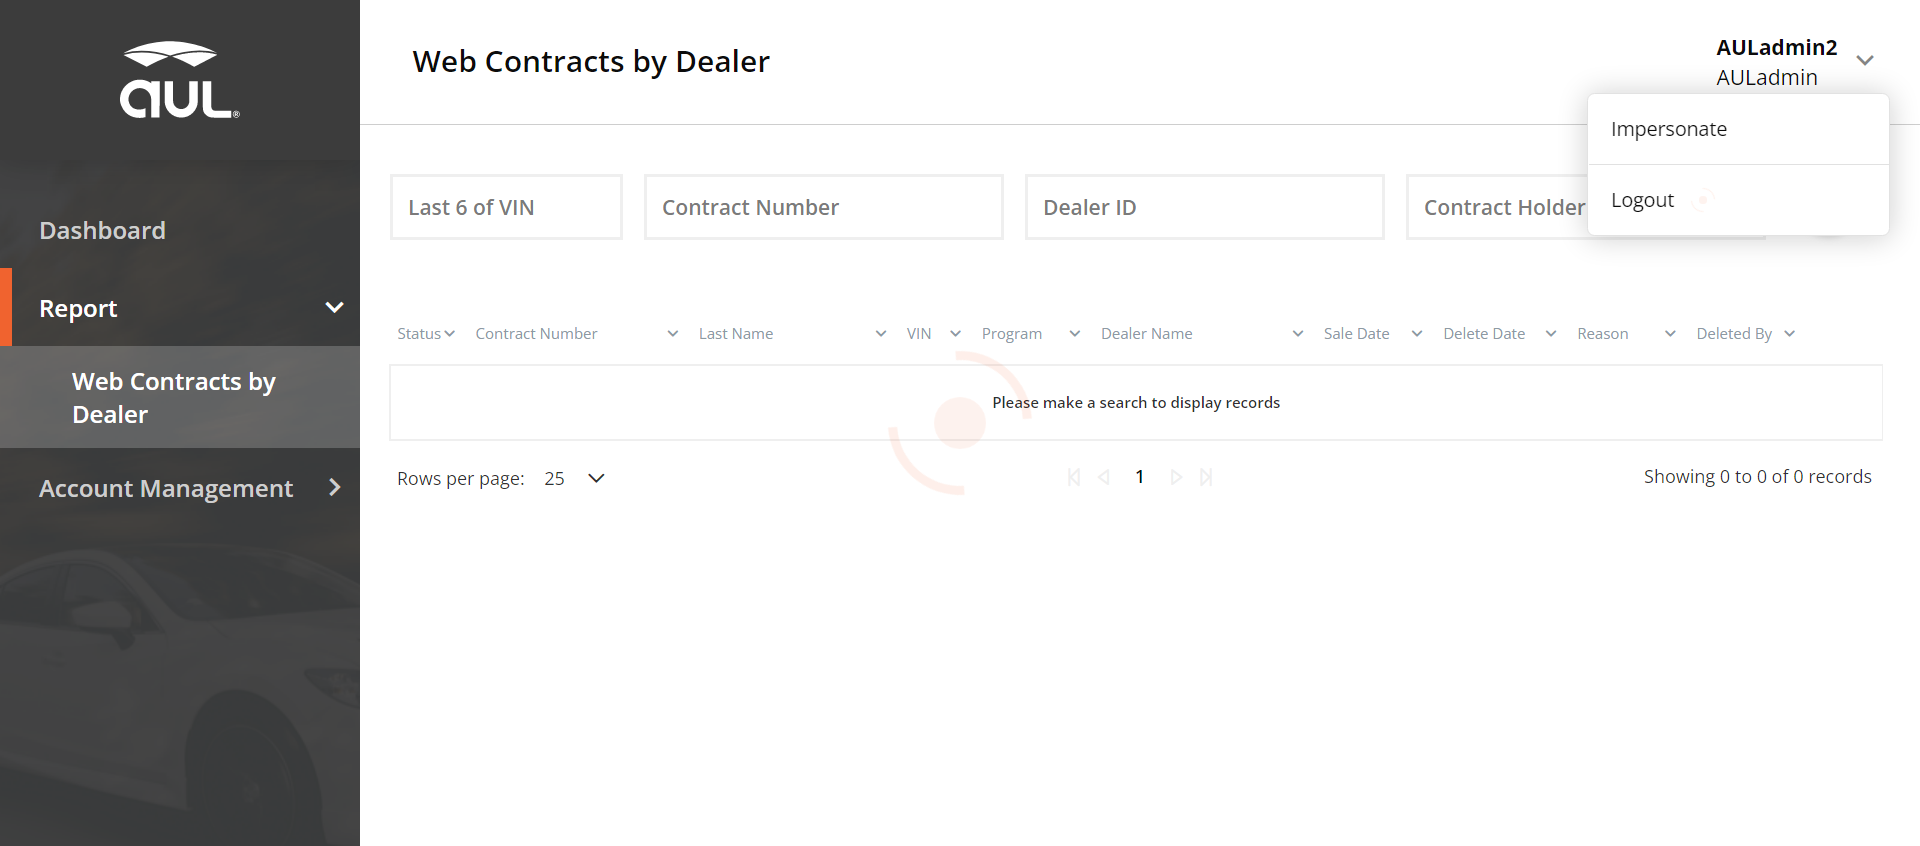 aul®
Web Contracts by Dealer
AULadmin2
AULadmin
Impersonate
Logout
Dashboard
Report
Web Contracts by
Dealer
Account Management
Last 6 of VIN
Contract Number
Dealer ID
Contract Holder
Status Contract Number Last Name VIN Program Dealer Name Sale Date Delete Date Reason Deleted By
Please make a search to display records
Rows per page: 25
1
Showing 0 to 0 of 0 records